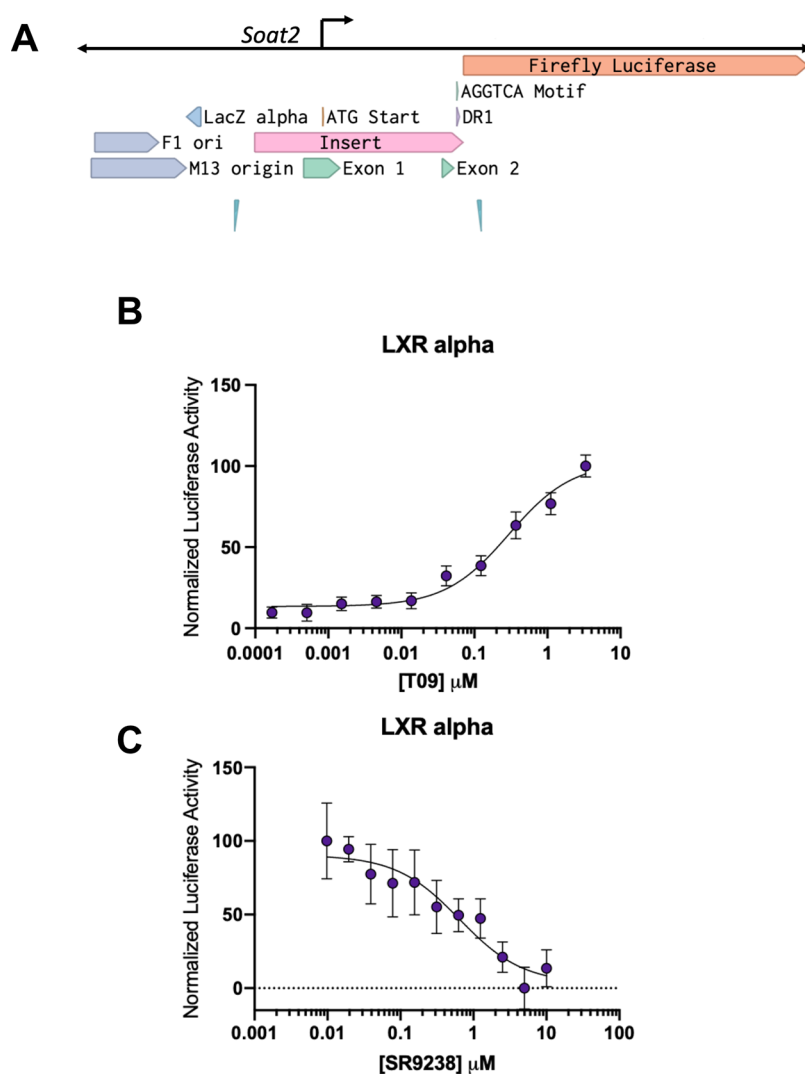 A
Soat2
Firefly Luciferase
AGGTCA Motif
LacZ alpha ATG Start DR1
F1 ori Insert
M13 origin Exon 1 Exon 2
B
LXR alpha
Normalized Luciferase Activity
150
100
50
0
0.0001 0.001 0.01 0.1 1 10
[T09] μM
C
LXR alpha
Normalized Luciferase Activity
150
100
50
0
0.001 0.01 0.1 1 10 100
[SR9238] μM